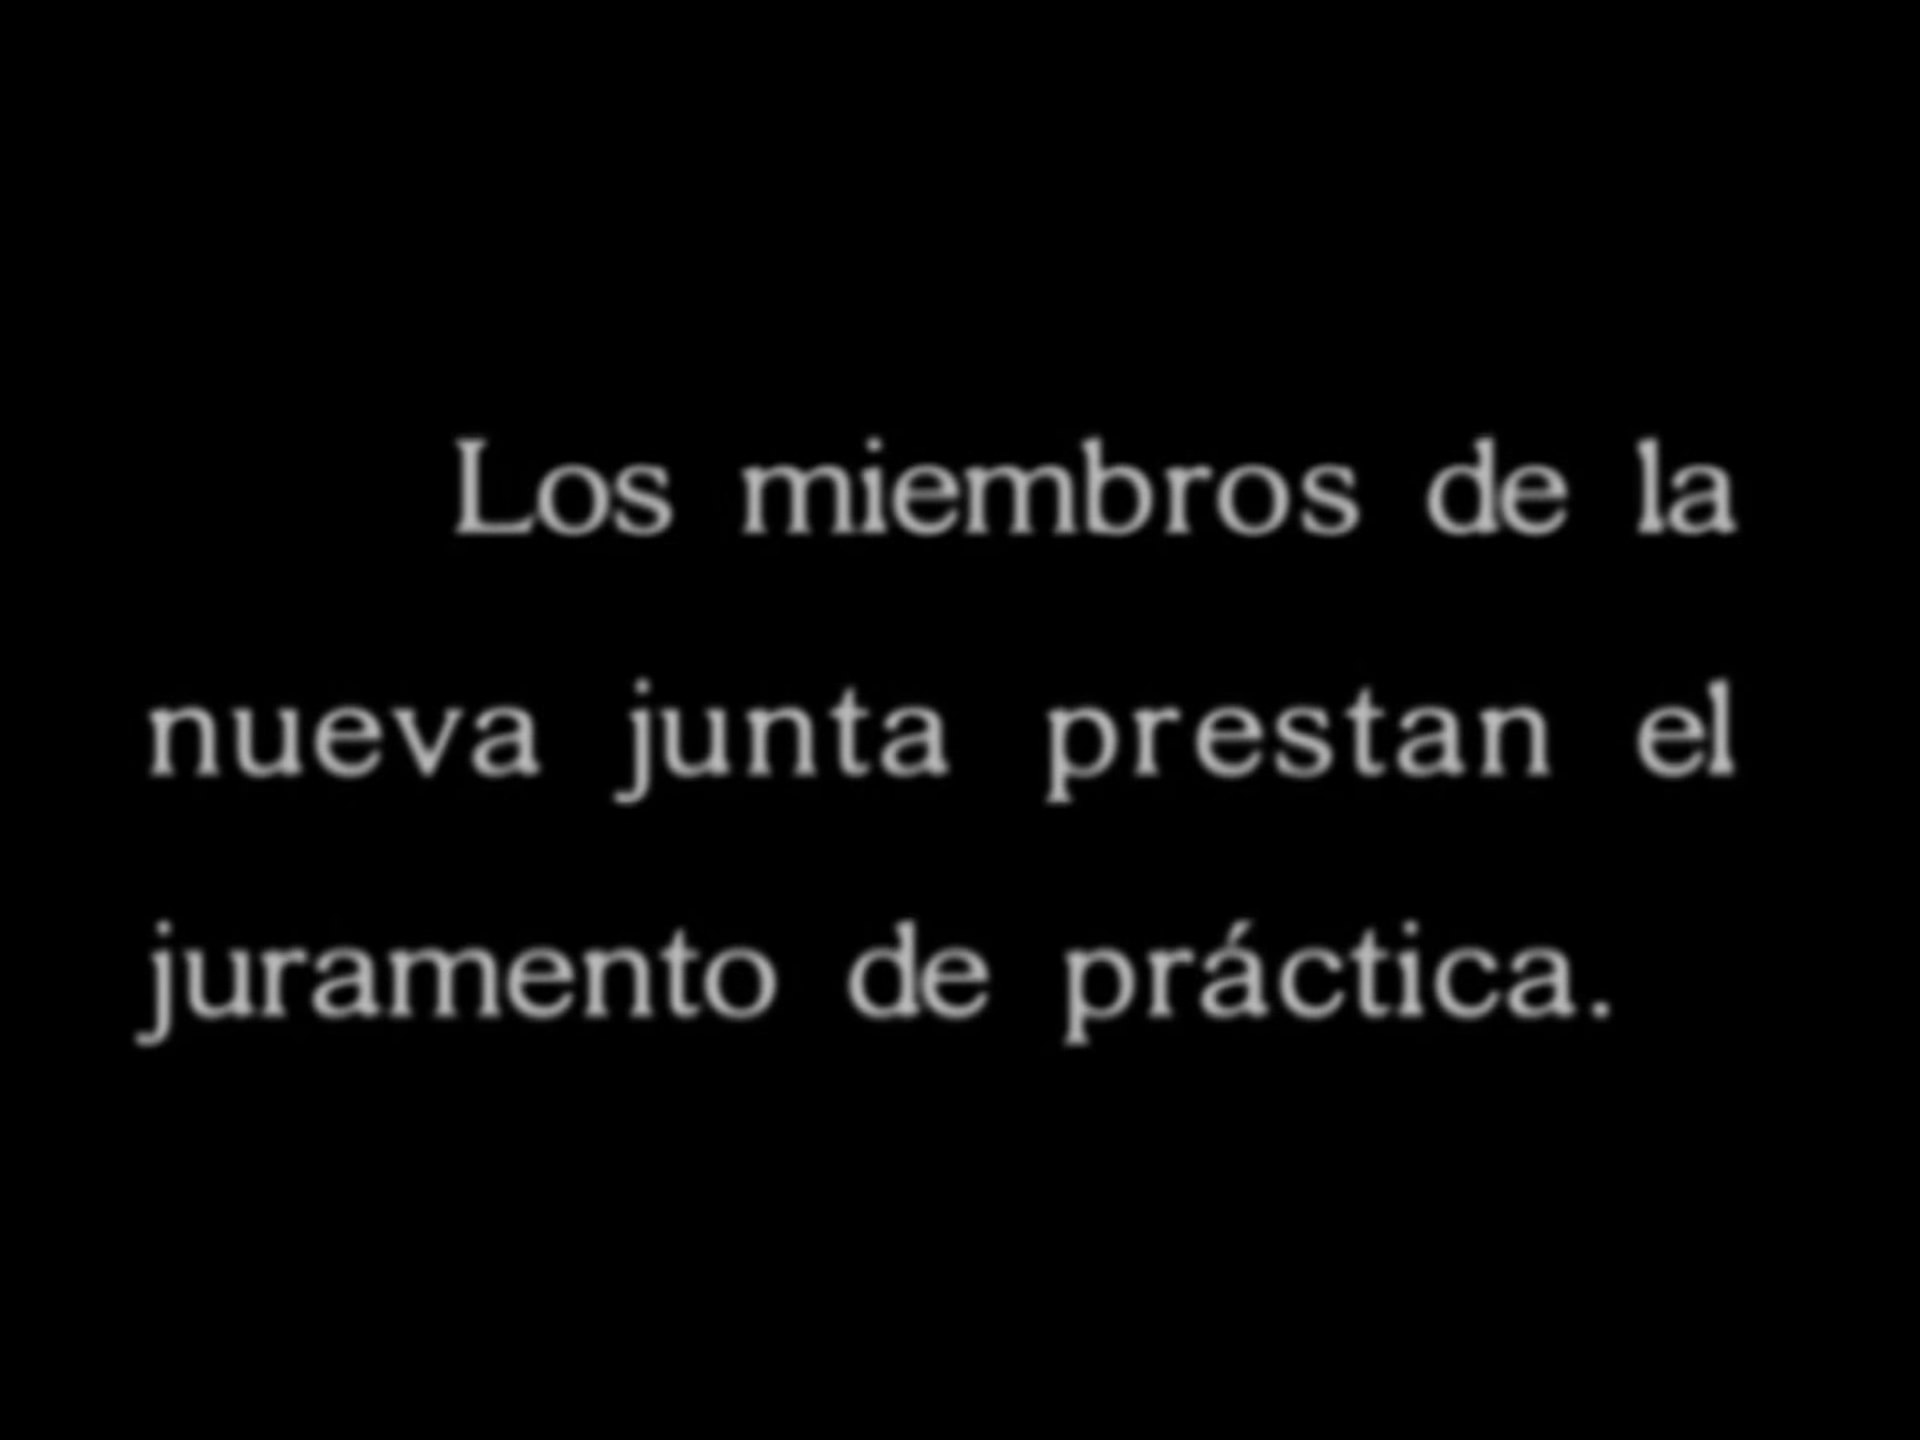 Los miembros de la
nueva junta prestan el
juramento de práctica.